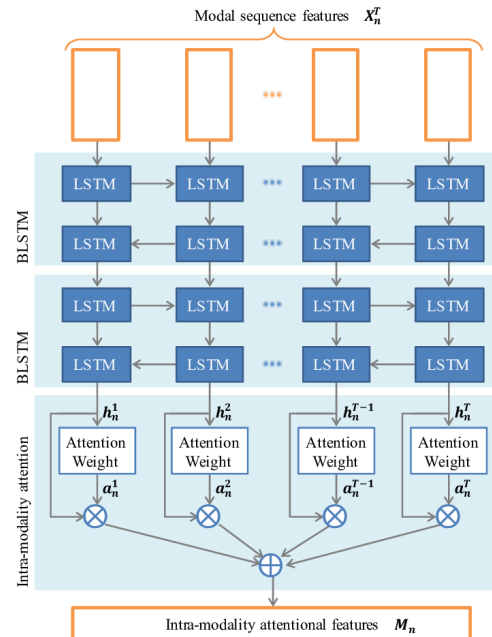 Modal sequence features X_n^T
LSTM LSTM LSTM LSTM
LSTM LSTM LSTM LSTM
BLSTM
LSTM LSTM LSTM LSTM
LSTM LSTM LSTM LSTM
BLSTM
h_n^1 h_n^2 h_n^{T-1} h_n^T
Attention Attention Attention Attention
Weight Weight Weight Weight
a_n^1 a_n^2 a_n^{T-1} a_n^T
Intra-modality attention
Intra-modality attentional features M_n